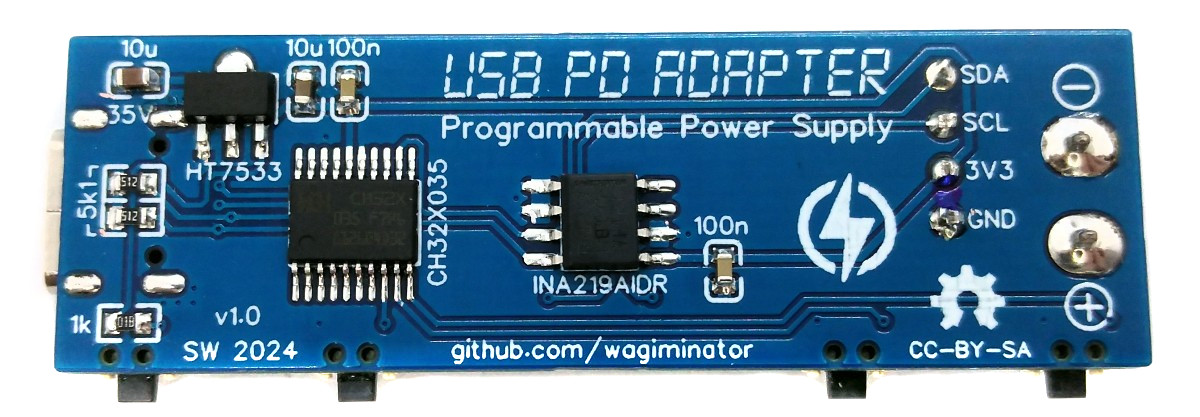 10u
10u 100n
USB PD ADAPTER
SDA
35V
Programmable Power Supply
SCL
HT7533
3V3
5k1
512
512
CH32X035
GND
100n
INA219AIDR
1k
01B
v1.0
SW 2024
github.com/wagiminator
CC-BY-SA